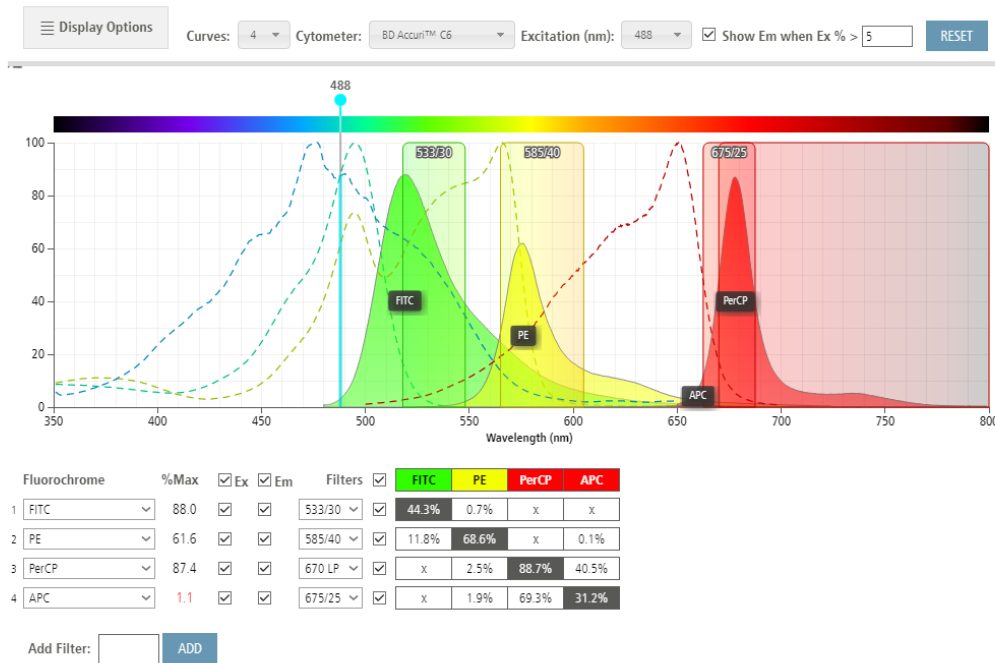 Display Options
Curves: 4 Cytometer: BD Accuri™ C6 Excitation (nm): 488 Show Em when Ex % > 5 RESET
488
533/30 585/40 675/25
100
80
60
40
20
0
FITC PE PerCP APC
350 400 450 500 550 600 650 700 750 800
Wavelength (nm)
Fluorochrome %Max Ex Em Filters FITC PE PerCP APC
1 FITC 88.0 533/30 44.3% 0.7% x x
2 PE 61.6 585/40 11.8% 68.6% x 0.1%
3 PerCP 87.4 670 LP x 2.5% 88.7% 40.5%
4 APC 1.1 675/25 x 1.9% 69.3% 31.2%
Add Filter: ADD